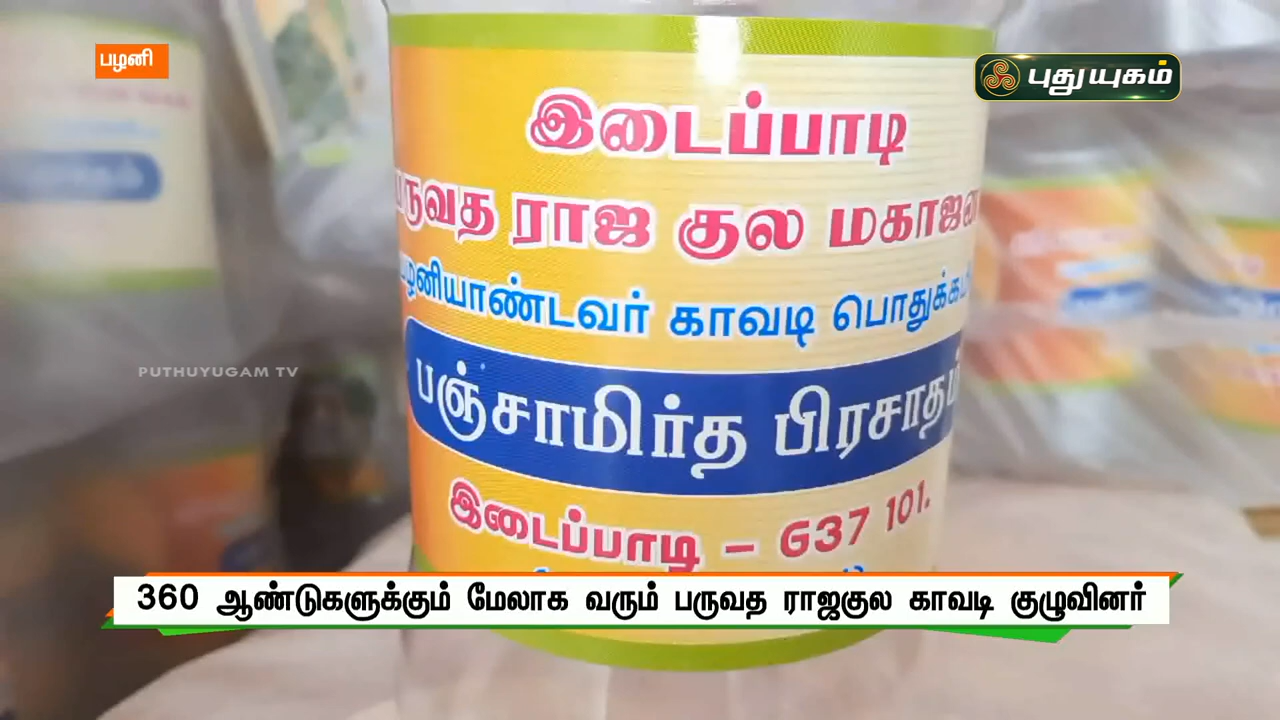 பழனி
புதுயுகம்
இடைப்பாடி
பருவத ராஜ குல மகாஜன
பழனியாண்டவர் காவடி
பஞ்சாமிர்த பிரசாதம்
இடைப்பாடி - 637 101.
PUTHUYUGAM TV
360 ஆண்டுகளுக்கும் மேலாக வரும் பருவத ராஜகுல காவடி குழுவினர்